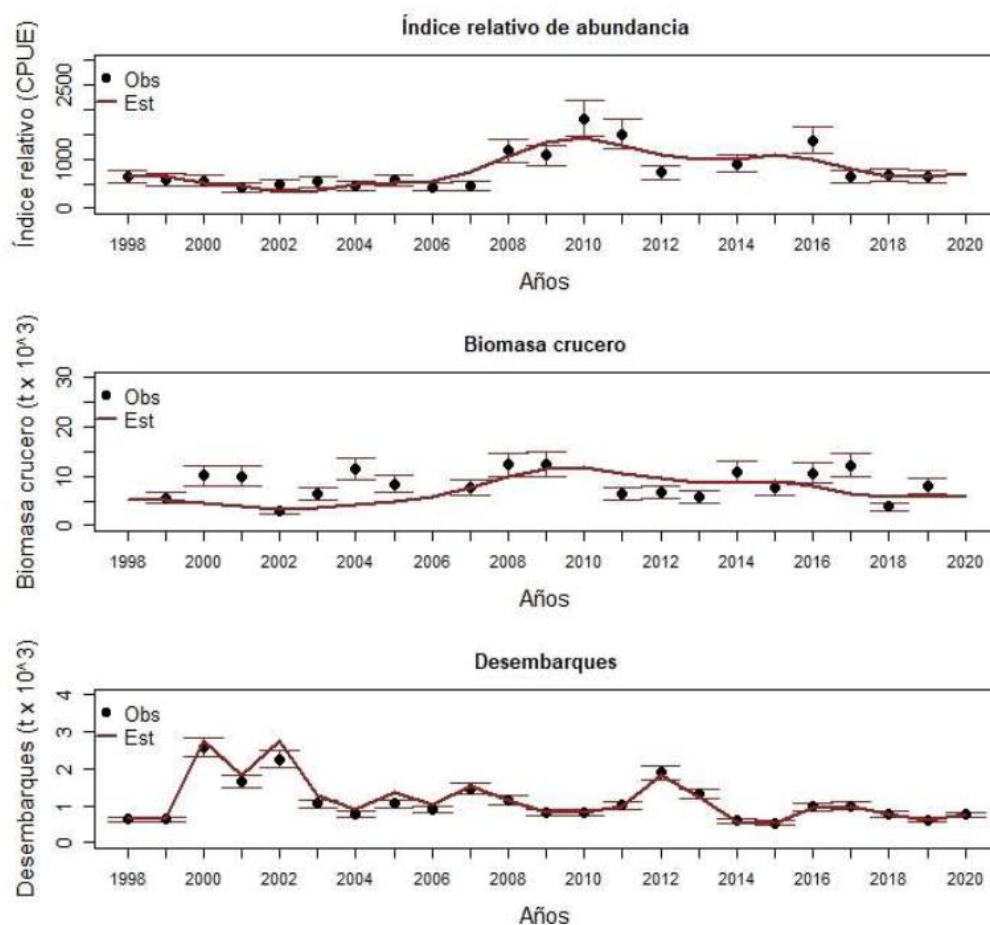 Índice relativo de abundancia
Índice relativo (CPUE)
2500
1000
0
Obs
Est
1998 2000 2002 2004 2006 2008 2010 2012 2014 2016 2018 2020
Años
Biomasa crucero
Biomasa crucero (t x 10^3)
30
20
10
0
Obs
Est
1998 2000 2002 2004 2006 2008 2010 2012 2014 2016 2018 2020
Años
Desembarques
Desembarques (t x 10^3)
4
3
2
1
0
Obs
Est
1998 2000 2002 2004 2006 2008 2010 2012 2014 2016 2018 2020
Años